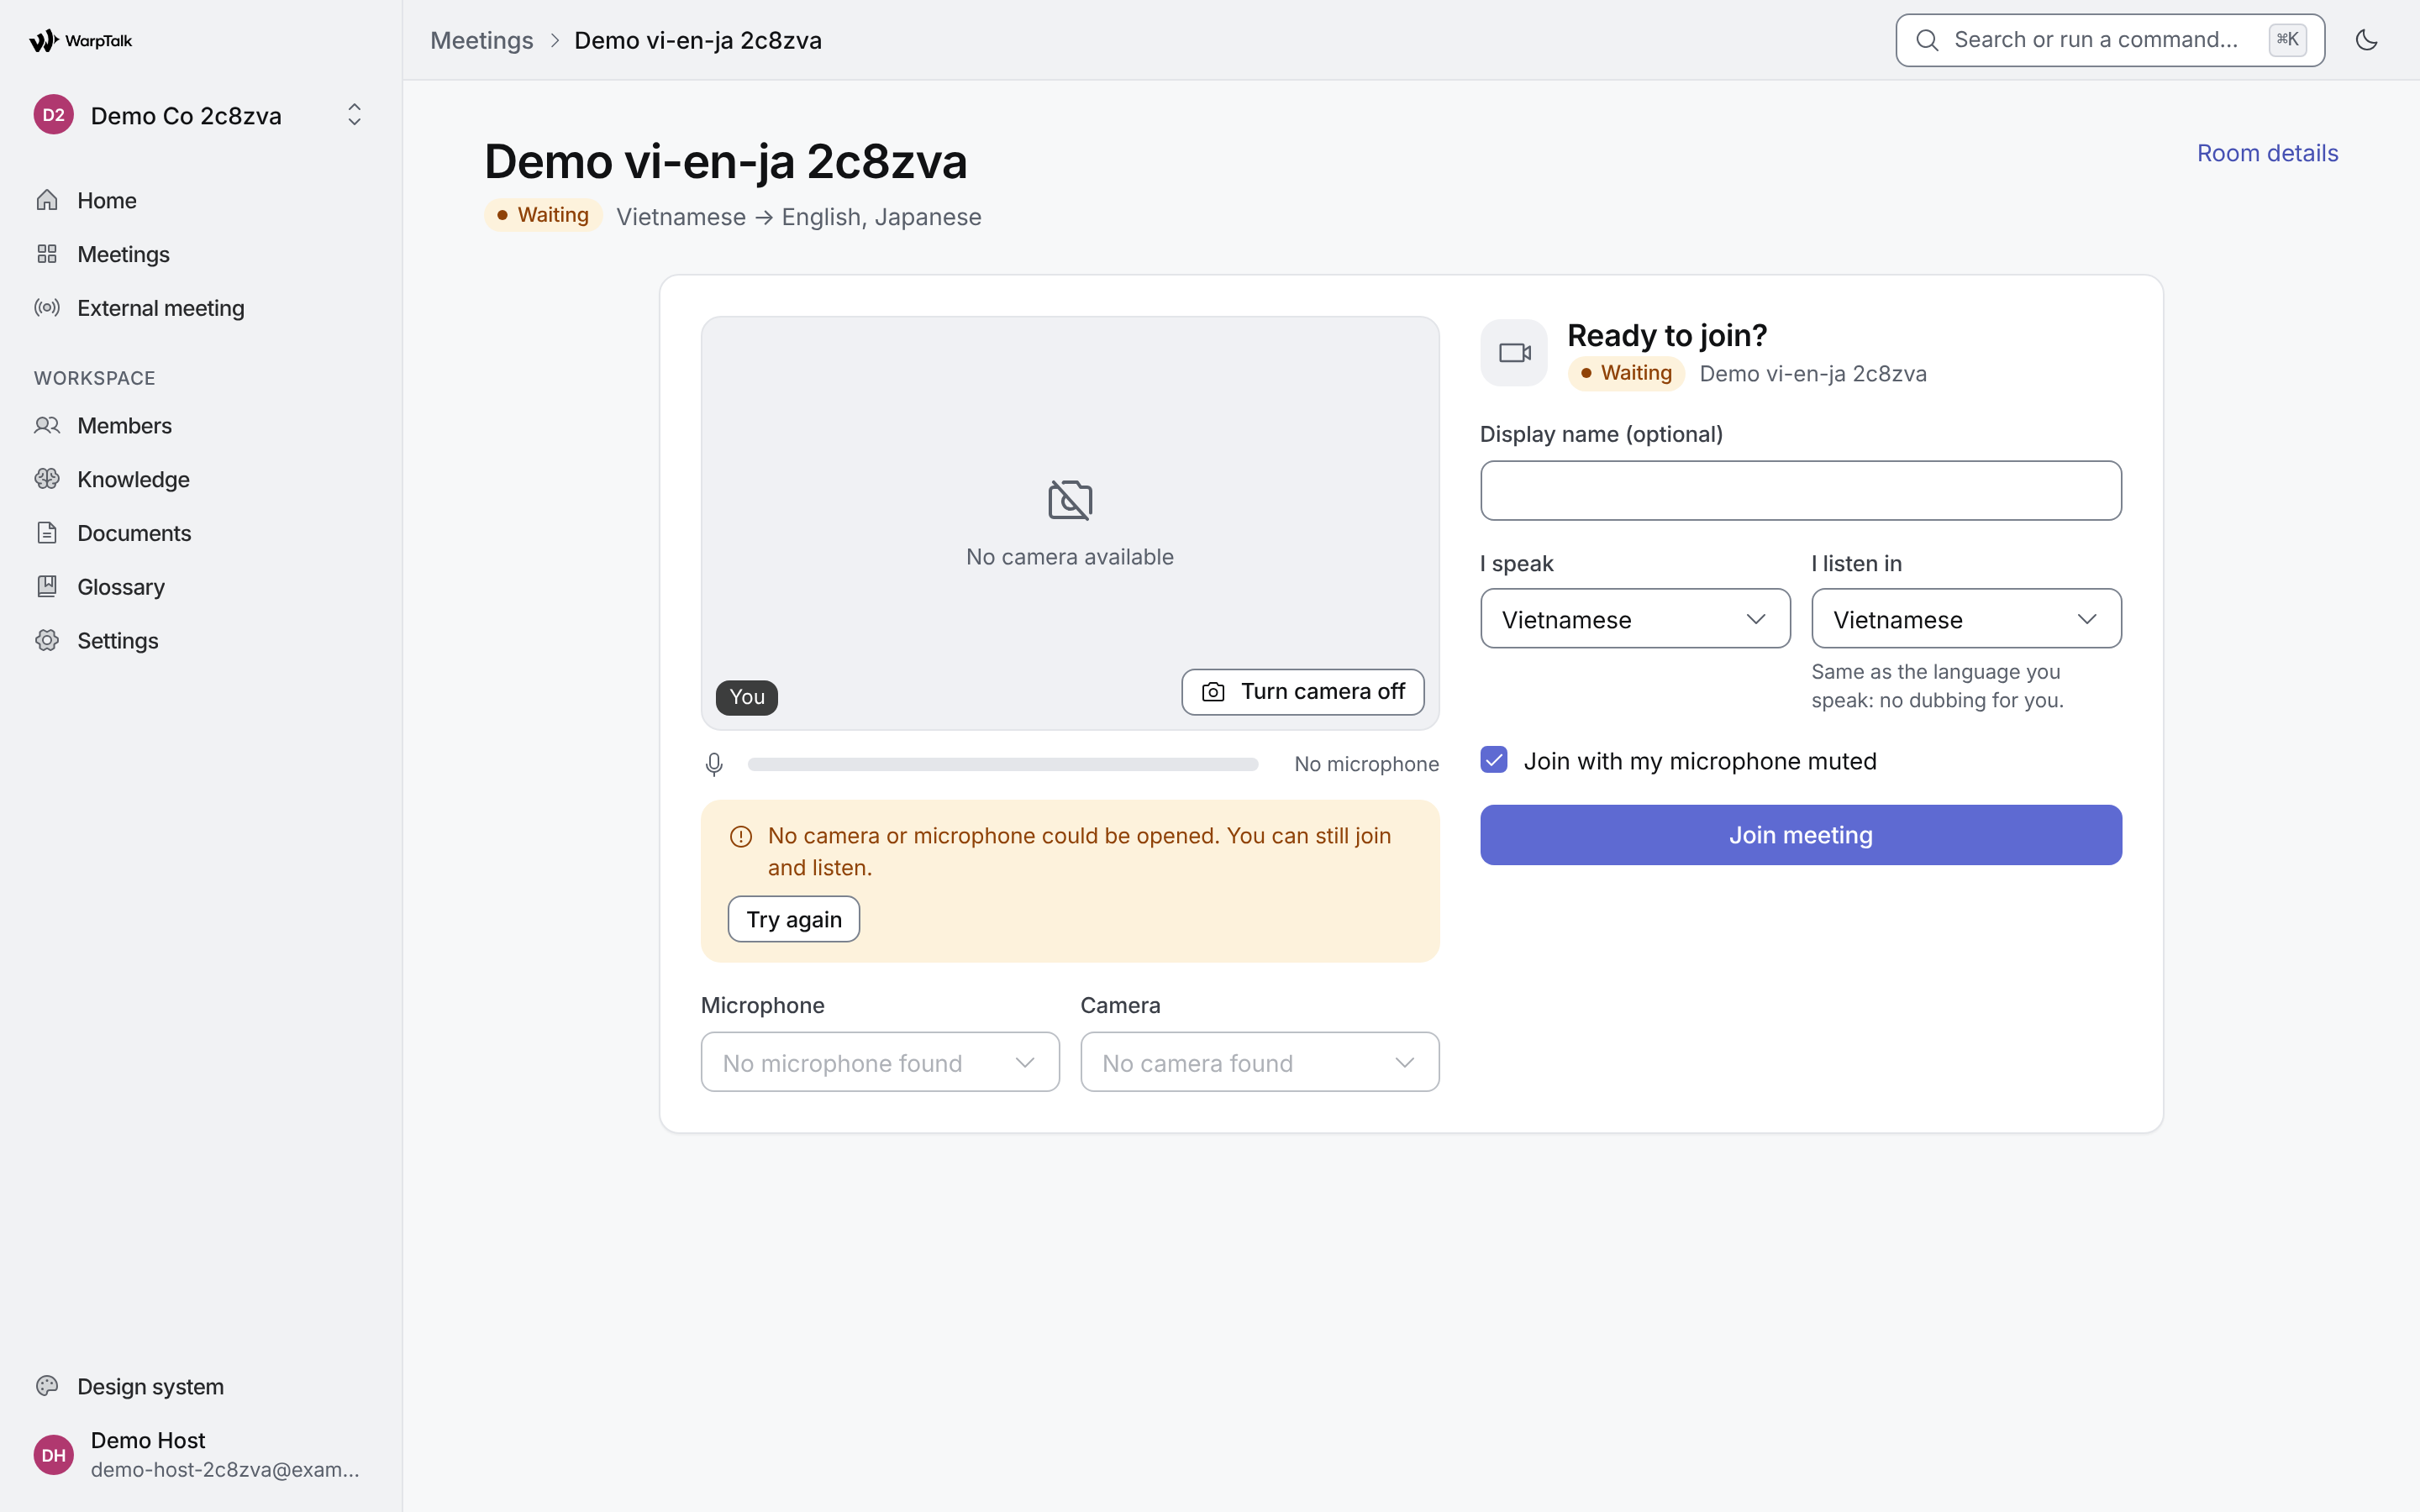 WarpTalk
Meetings > Demo vi-en-ja 2c8zva
Search or run a command...
⌘K
D2
Demo Co 2c8zva
Home
Meetings
External meeting
WORKSPACE
Members
Knowledge
Documents
Glossary
Settings
Design system
DH
Demo Host
demo-host-2c8zva@exam...
Demo vi-en-ja 2c8zva
Room details
Waiting
Vietnamese → English, Japanese
No camera available
You
Turn camera off
No microphone
No camera or microphone could be opened. You can still join
and listen.
Try again
Microphone
Camera
No microphone found
No camera found
Ready to join?
Waiting
Demo vi-en-ja 2c8zva
Display name (optional)
I speak
I listen in
Vietnamese
Vietnamese
Same as the language you
speak: no dubbing for you.
Join with my microphone muted
Join meeting